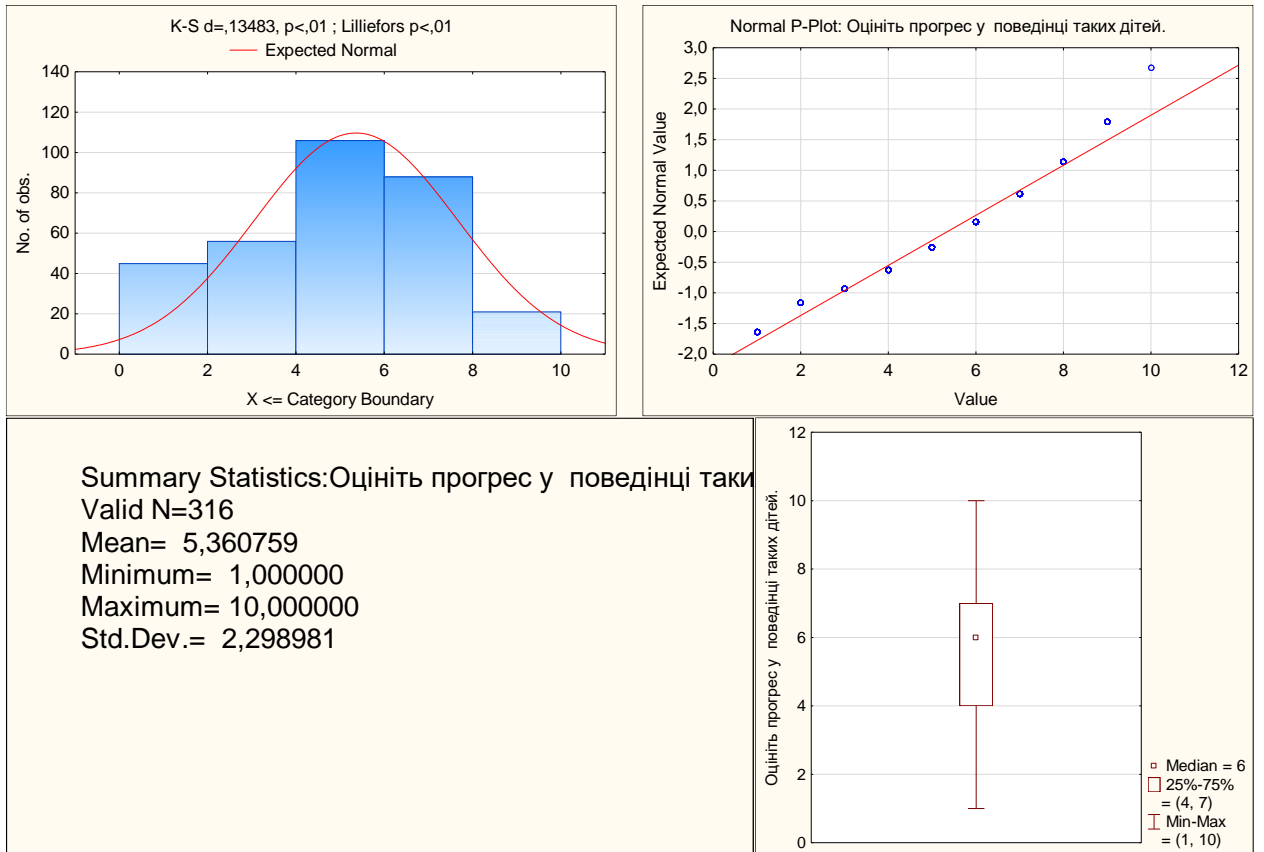 K-S d=,13483, p<,01 ; Lilliefors p<,01
Expected Normal
No. of obs.
140
120
100
80
60
40
20
0
0 2 4 6 8 10
X <= Category Boundary
Normal P-Plot: Оцініть прогрес у поведінці таких дітей.
Expected Normal Value
3,0
2,5
2,0
1,5
1,0
0,5
0,0
-0,5
-1,0
-1,5
-2,0
0 2 4 6 8 10 12
Value
Summary Statistics:Оцініть прогрес у поведінці таки
Valid N=316
Mean= 5,360759
Minimum= 1,000000
Maximum= 10,000000
Std.Dev.= 2,298981
Оцініть прогрес у поведінці таких дітей.
12
10
8
6
4
2
0
Median = 6
25%-75%
= (4, 7)
Min-Max
= (1, 10)